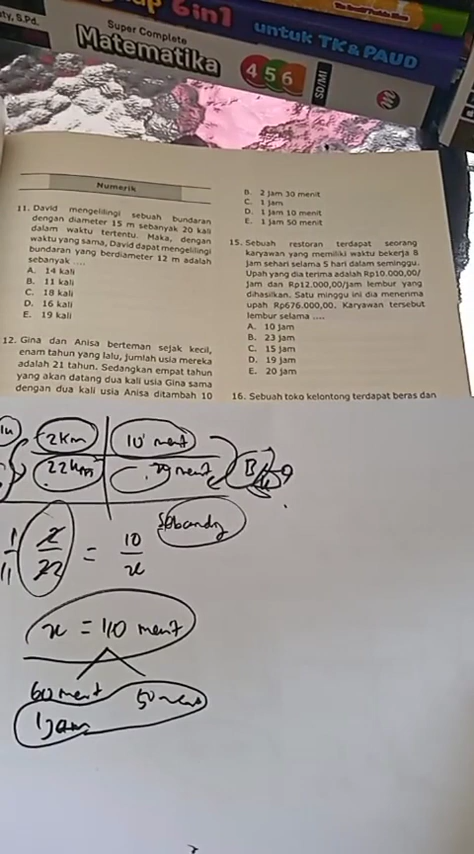 aty, S.Pd.
6in1
untuk TK& PAUD
Super Complete
Matematika
4 5 6
SD/MI
Numerik
11. David mengelilingi sebuah bundaran
dengan diameter 15 m sebanyak 20 kali
dalam waktu tertentu. Maka, dengan
waktu yang sama, David dapat mengelilingi
bundaran yang berdiameter 12 m adalah
sebanyak ....
A. 14 kali
B. 11 kali
C. 18 kali
D. 16 kali
E. 19 kali
12. Gina dan Anisa berteman sejak kecil,
enam tahun yang lalu, jumlah usia mereka
adalah 21 tahun. Sedangkan empat tahun
yang akan datang dua kali usia Gina sama
dengan dua kali usia Anisa ditambah 10
B. 2 jam 30 menit
C. 1 jam
D. 1 jam 10 menit
E. 1 jam 50 menit
15. Sebuah restoran terdapat seorang
karyawan yang memiliki waktu bekerja 8
jam sehari selama 5 hari dalam seminggu.
Upah yang dia terima adalah Rp10.000,00/
jam dan Rp12.000,00/jam lembur yang
dihasilkan. Satu minggu ini dia menerima
upah Rp676.000,00. Karyawan tersebut
lembur selama ....
A. 10 jam
B. 23 jam
C. 15 jam
D. 19 jam
E. 20 jam
16. Sebuah toko kelontong terdapat beras dan
2 km 10 menit
22 km
Sebanding
1/11 2/22 = 10/x
x = 110 menit
60 menit 50 menit
1 jam